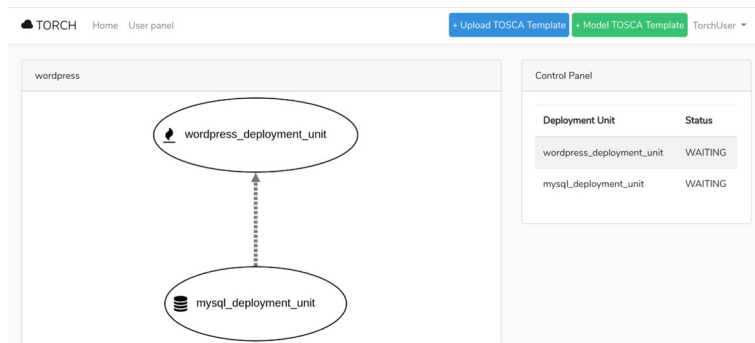 TORCH Home User panel + Upload TOSCA Template + Model TOSCA Template TorchUser
wordpress
wordpress_deployment_unit
mysql_deployment_unit
Control Panel
Deployment Unit Status
wordpress_deployment_unit WAITING
mysql_deployment_unit WAITING